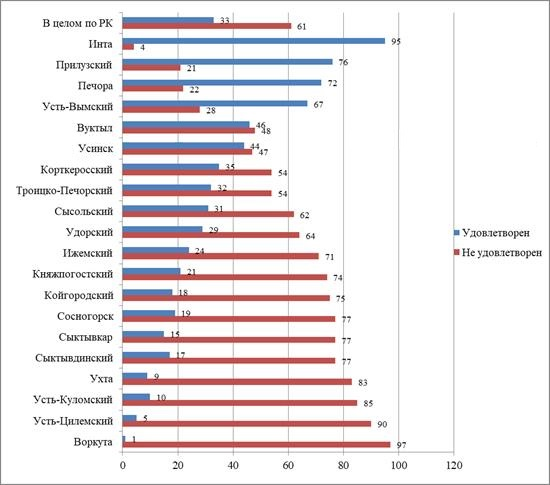 В целом по РК 33 61
Инта 95 4
Прилузский 76 21
Печора 72 22
Усть-Вымский 67 28
Вуктыл 46 48
Усинск 44 47
Корткеросский 35 54
Троицко-Печорский 32 54
Сысольский 31 62
Удорский 29 64
Ижемский 24 71
Княжпогостский 21 74
Койгородский 18 75
Сосногорск 19 77
Сыктывкар 15 77
Сыктывдинский 17 77
Ухта 9 83
Усть-Куломский 10 85
Усть-Цилемский 5 90
Воркута 1 97
0 20 40 60 80 100 120
Удовлетворен
Не удовлетворен